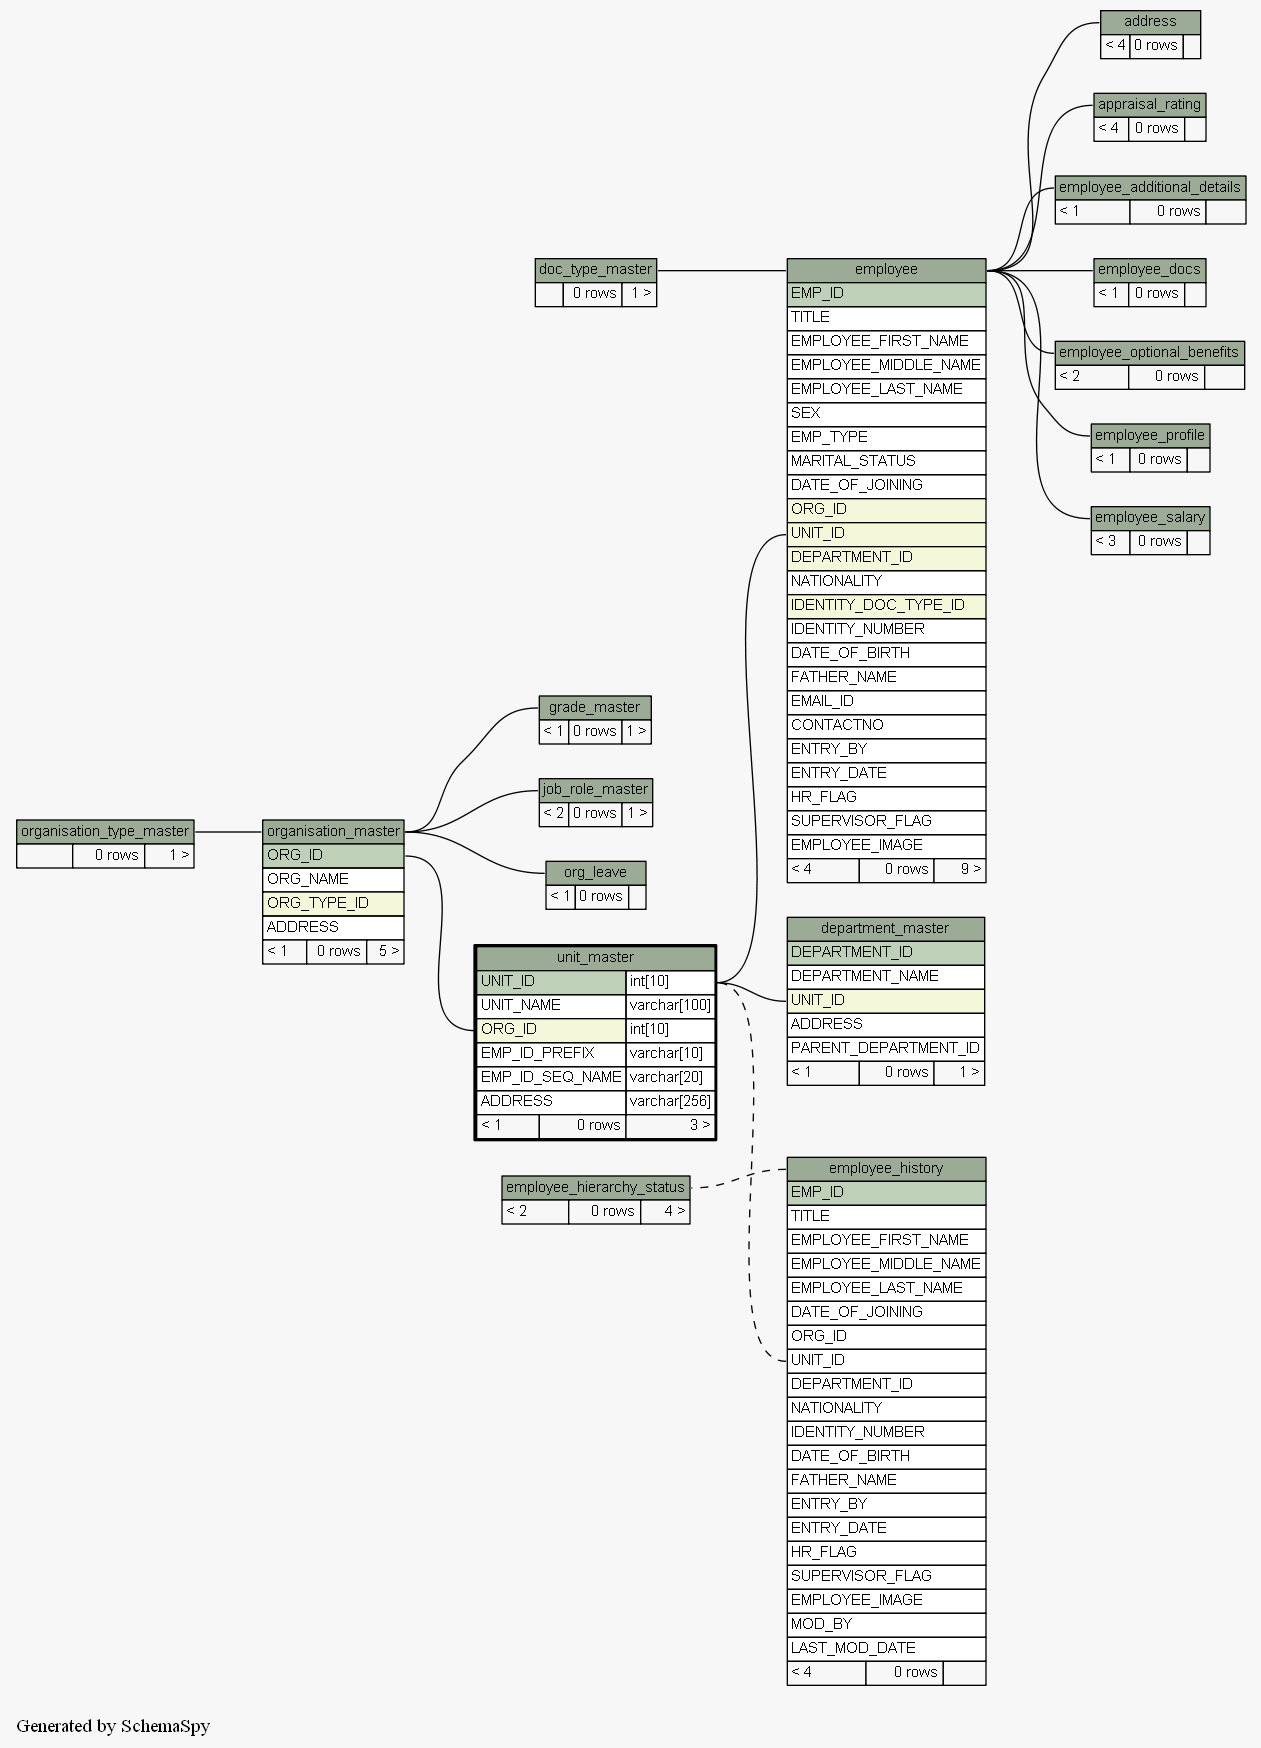 address
< 4 0 rows
appraisal_rating
< 4 0 rows
employee_additional_details
< 1 0 rows
doc_type_master
0 rows 1 >
employee_docs
< 1 0 rows
employee_optional_benefits
< 2 0 rows
employee_profile
< 1 0 rows
employee_salary
< 3 0 rows
employee
EMP_ID
TITLE
EMPLOYEE_FIRST_NAME
EMPLOYEE_MIDDLE_NAME
EMPLOYEE_LAST_NAME
SEX
EMP_TYPE
MARITAL_STATUS
DATE_OF_JOINING
ORG_ID
UNIT_ID
DEPARTMENT_ID
NATIONALITY
IDENTITY_DOC_TYPE_ID
IDENTITY_NUMBER
DATE_OF_BIRTH
FATHER_NAME
EMAIL_ID
CONTACTNO
ENTRY_BY
ENTRY_DATE
HR_FLAG
SUPERVISOR_FLAG
EMPLOYEE_IMAGE
< 4 0 rows 9 >
grade_master
< 1 0 rows 1 >
job_role_master
< 2 0 rows 1 >
org_leave
< 1 0 rows
organisation_type_master
0 rows 1 >
organisation_master
ORG_ID
ORG_NAME
ORG_TYPE_ID
ADDRESS
< 1 0 rows 5 >
unit_master
UNIT_ID int[10]
UNIT_NAME varchar[100]
ORG_ID int[10]
EMP_ID_PREFIX varchar[10]
EMP_ID_SEQ_NAME varchar[20]
ADDRESS varchar[256]
< 1 0 rows 3 >
department_master
DEPARTMENT_ID
DEPARTMENT_NAME
UNIT_ID
ADDRESS
PARENT_DEPARTMENT_ID
< 1 0 rows 1 >
employee_hierarchy_status
< 2 0 rows 4 >
employee_history
EMP_ID
TITLE
EMPLOYEE_FIRST_NAME
EMPLOYEE_MIDDLE_NAME
EMPLOYEE_LAST_NAME
DATE_OF_JOINING
ORG_ID
UNIT_ID
DEPARTMENT_ID
NATIONALITY
IDENTITY_NUMBER
DATE_OF_BIRTH
FATHER_NAME
ENTRY_BY
ENTRY_DATE
HR_FLAG
SUPERVISOR_FLAG
EMPLOYEE_IMAGE
MOD_BY
LAST_MOD_DATE
< 4 0 rows
Generated by SchemaSpy